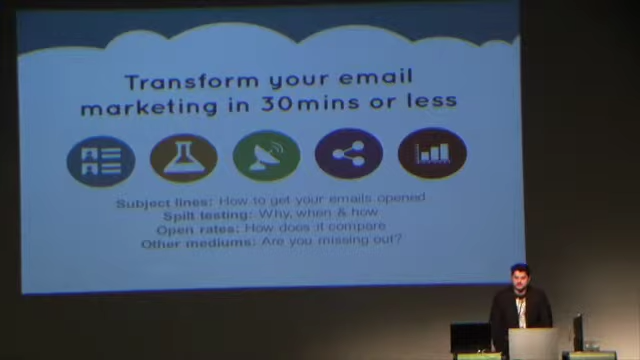 Transform your email
marketing in 30mins or less
Subject lines: How to get your emails opened
Spilt testing: Why, when & how
Open rates: How does it compare
Other mediums: Are you missing out?